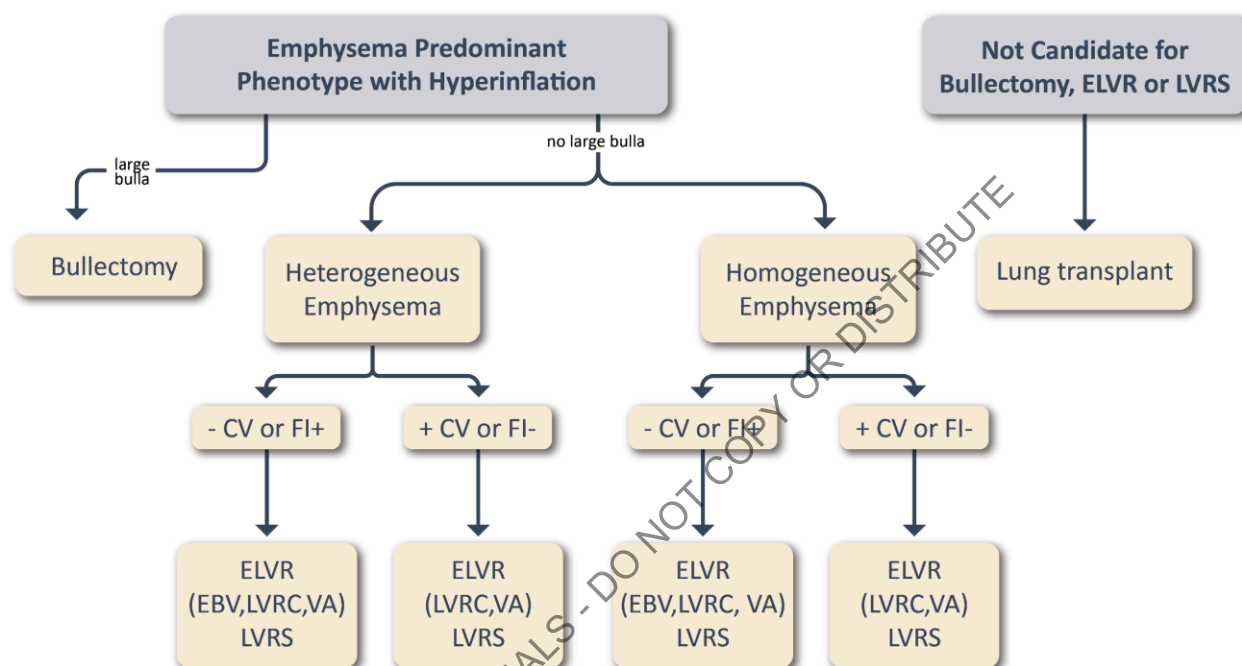 Emphysema Predominant
Phenotype with Hyperinflation
Not Candidate for
Bullectomy, ELVR or LVRS
large
bulla
no large bulla
Bullectomy
Heterogeneous
Emphysema
Homogeneous
Emphysema
Lung transplant
- CV or FI+
+ CV or FI-
- CV or FI+
+ CV or FI-
ELVR
(EBV,LVRC,VA)
LVRS
ELVR
(LVRC,VA)
LVRS
ELVR
(EBV,LVRC, VA)
LVRS
ELVR
(LVRC,VA)
LVRS
- DO NOT COPY OR DISTRIBUTE